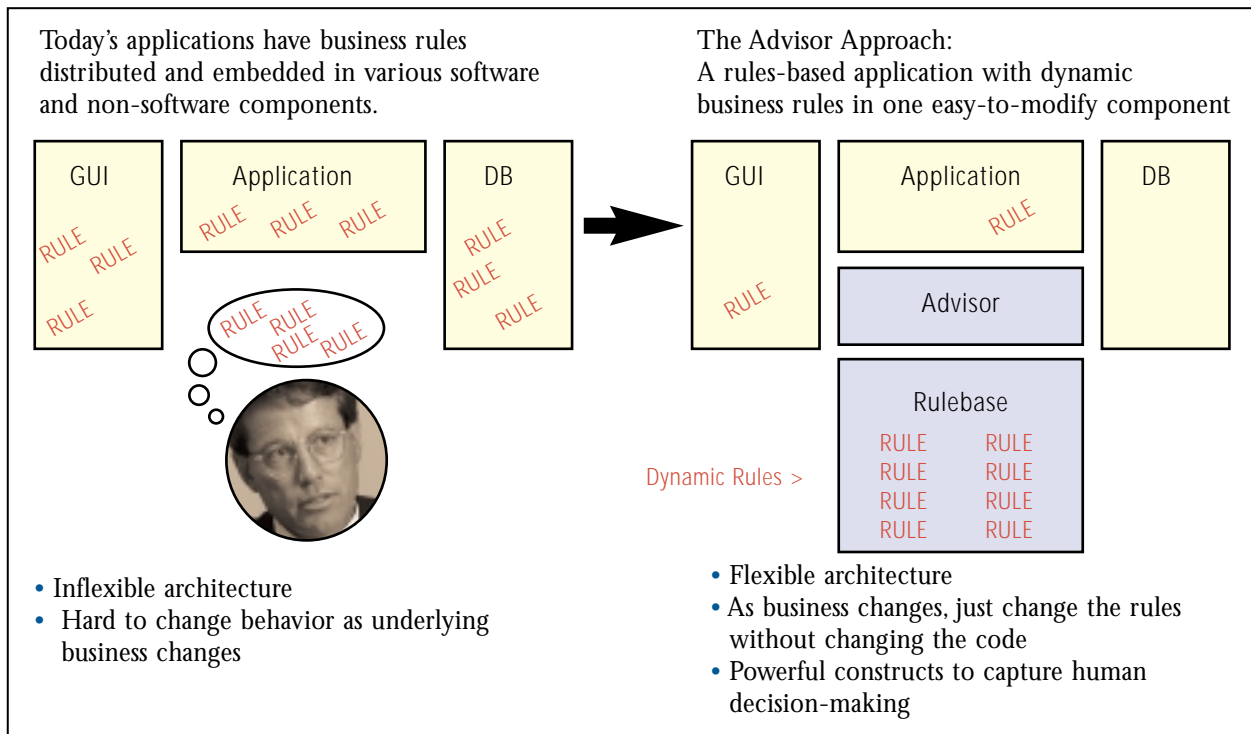 Today's applications have business rules
distributed and embedded in various software
and non-software components.
GUI
RULE
RULE
RULE
Application
RULE
RULE
RULE
DB
RULE
RULE
RULE
RULE
RULE
RULE
RULE
• Inflexible architecture
• Hard to change behavior as underlying
business changes
The Advisor Approach:
A rules-based application with dynamic
business rules in one easy-to-modify component
GUI
RULE
Application
RULE
DB
Advisor
Rulebase
RULE RULE
RULE RULE
RULE RULE
RULE RULE
Dynamic Rules >
• Flexible architecture
• As business changes, just change the rules
without changing the code
• Powerful constructs to capture human
decision-making